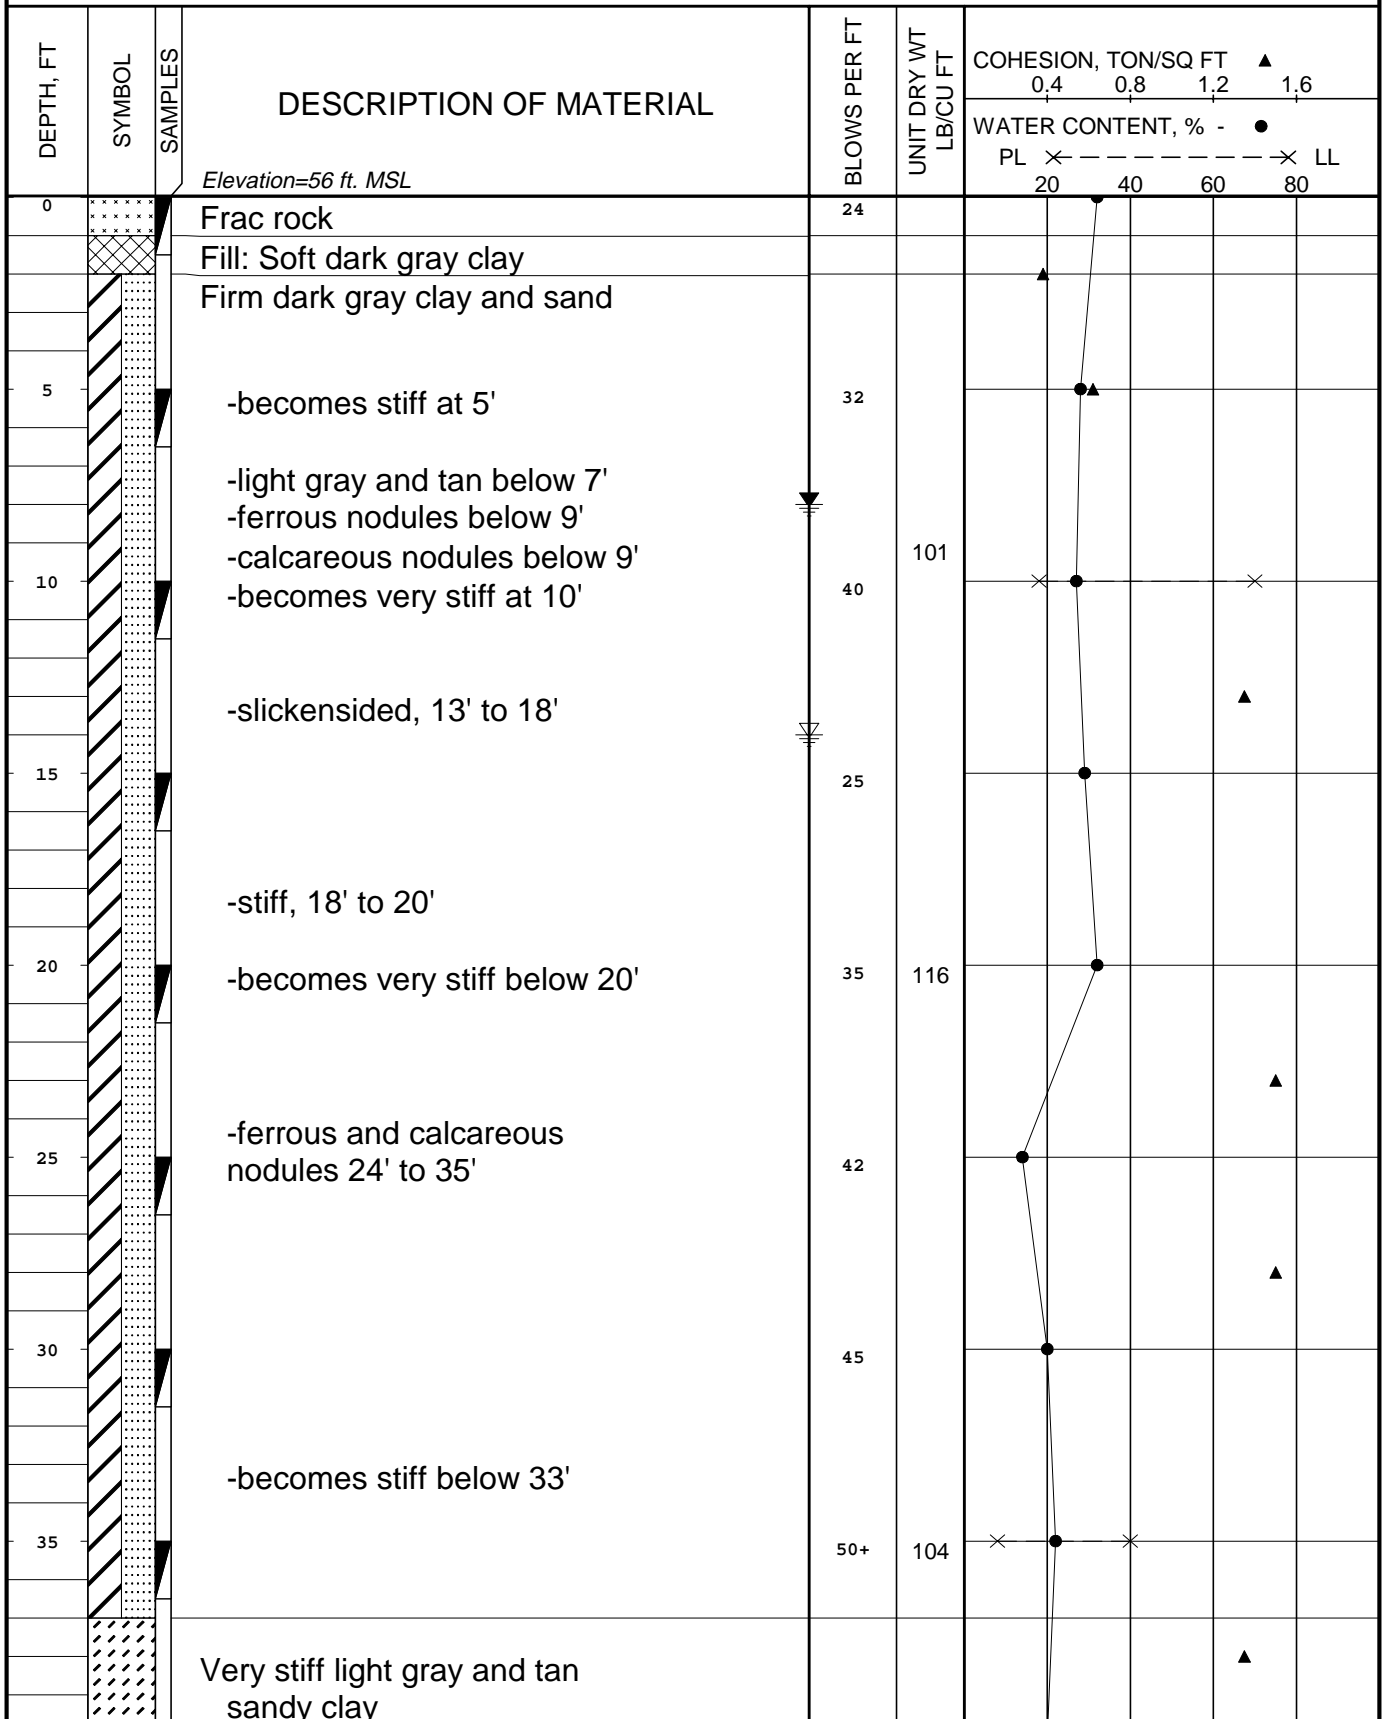 DEPTH, FT
SYMBOL
SAMPLES
DESCRIPTION OF MATERIAL
Elevation=56 ft. MSL
BLOWS PER FT
UNIT DRY WT
LB/CU FT
COHESION, TON/SQ FT
0.4 0.8 1.2 1.6
WATER CONTENT, % -
PL LL
20 40 60 80
0 Frac rock 24
Fill: Soft dark gray clay
Firm dark gray clay and sand
5 -becomes stiff at 5' 32
-light gray and tan below 7'
-ferrous nodules below 9'
-calcareous nodules below 9' 101
10 -becomes very stiff at 10' 40
-slickensided, 13' to 18'
15 25
-stiff, 18' to 20'
20 -becomes very stiff below 20' 35 116
-ferrous and calcareous
25 nodules 24' to 35' 42
30 45
-becomes stiff below 33'
35 50+ 104
Very stiff light gray and tan
sandy clay